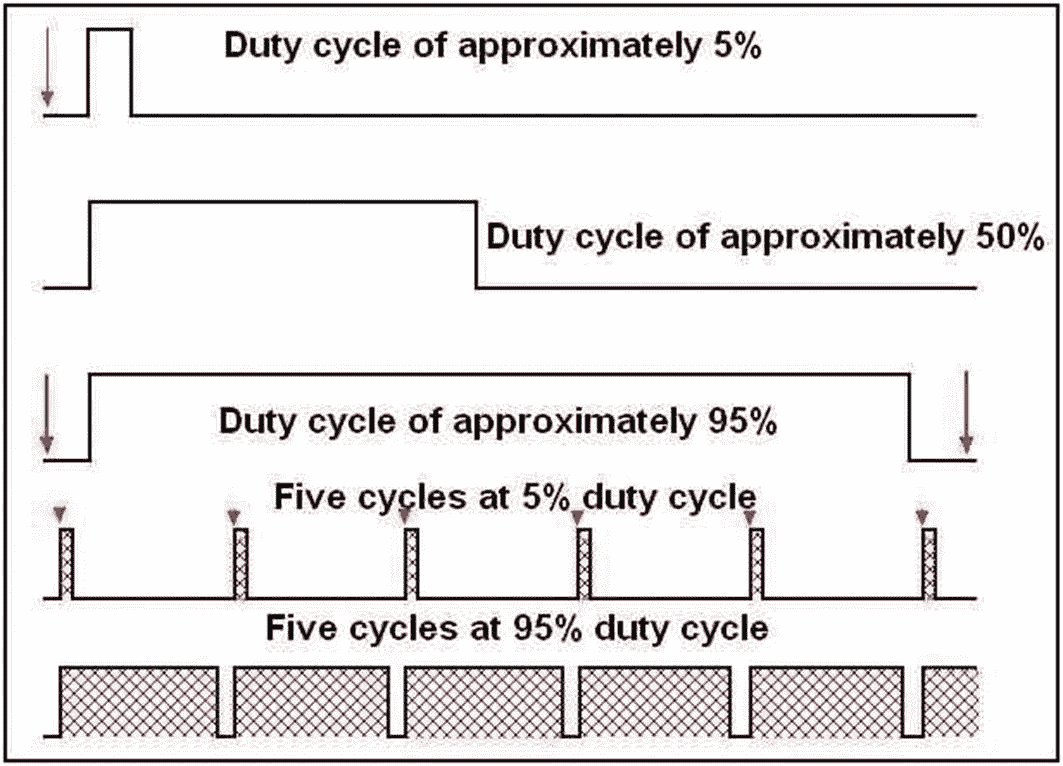 Duty cycle of approximately 5%
Duty cycle of approximately 50%
Duty cycle of approximately 95%
Five cycles at 5% duty cycle
Five cycles at 95% duty cycle